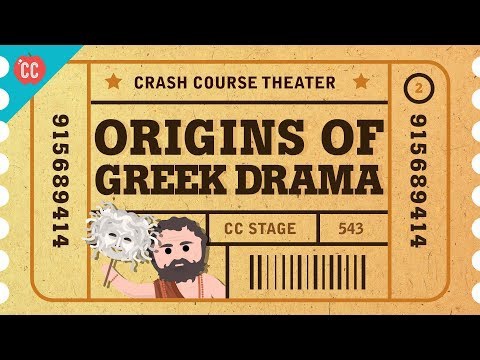 CC
CRASH COURSE THEATER
2
915689414
ORIGINS OF
GREEK DRAMA
915689414
CC STAGE
543